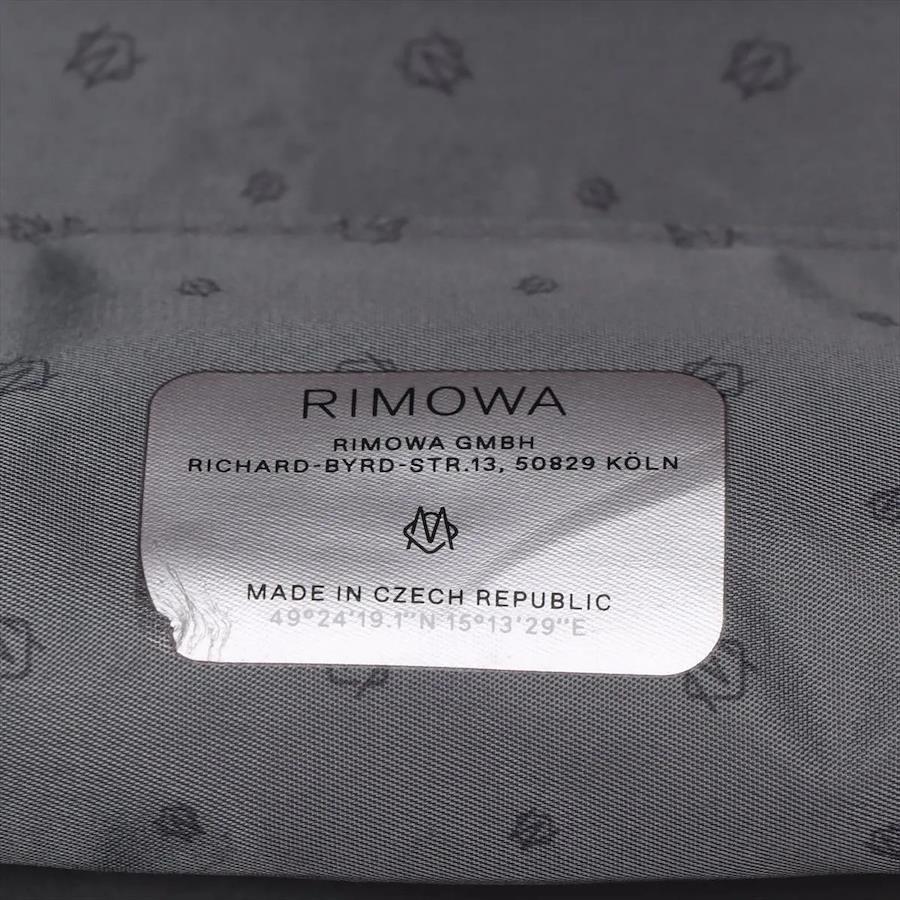 RIMOWA
RIMOWA GMBH
RICHARD-BYRD-STR.13, 50829 KÖLN
MADE IN CZECH REPUBLIC
49°24'19.1"N 15°13'29"E